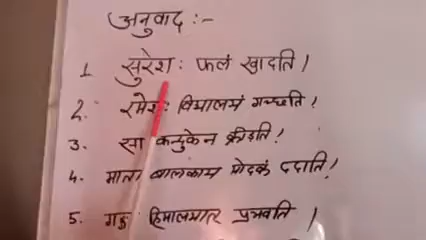 अनुवाद :-
1 सुरेश: फलं खादति ।
2. रमेश: विद्यालयं गच्छति ।
3. सा कन्दुकेन क्रीडति ।
4. माता बालकाय मोदकं ददाति ।
5. हिमालयात् प्रभवति ।